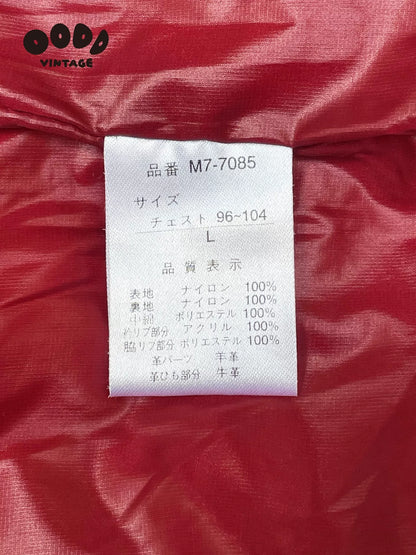 OODD
VINTAGE
品番 M7-7085
サイズ
チェスト 96~104
L
品質表示
表地 ナイロン 100%
裏地 ナイロン 100%
中綿 ポリエステル 100%
衿リブ部分 アクリル 100%
脇リブ部分 ポリエステル 100%
革パーツ 羊革
革ひも部分 牛革